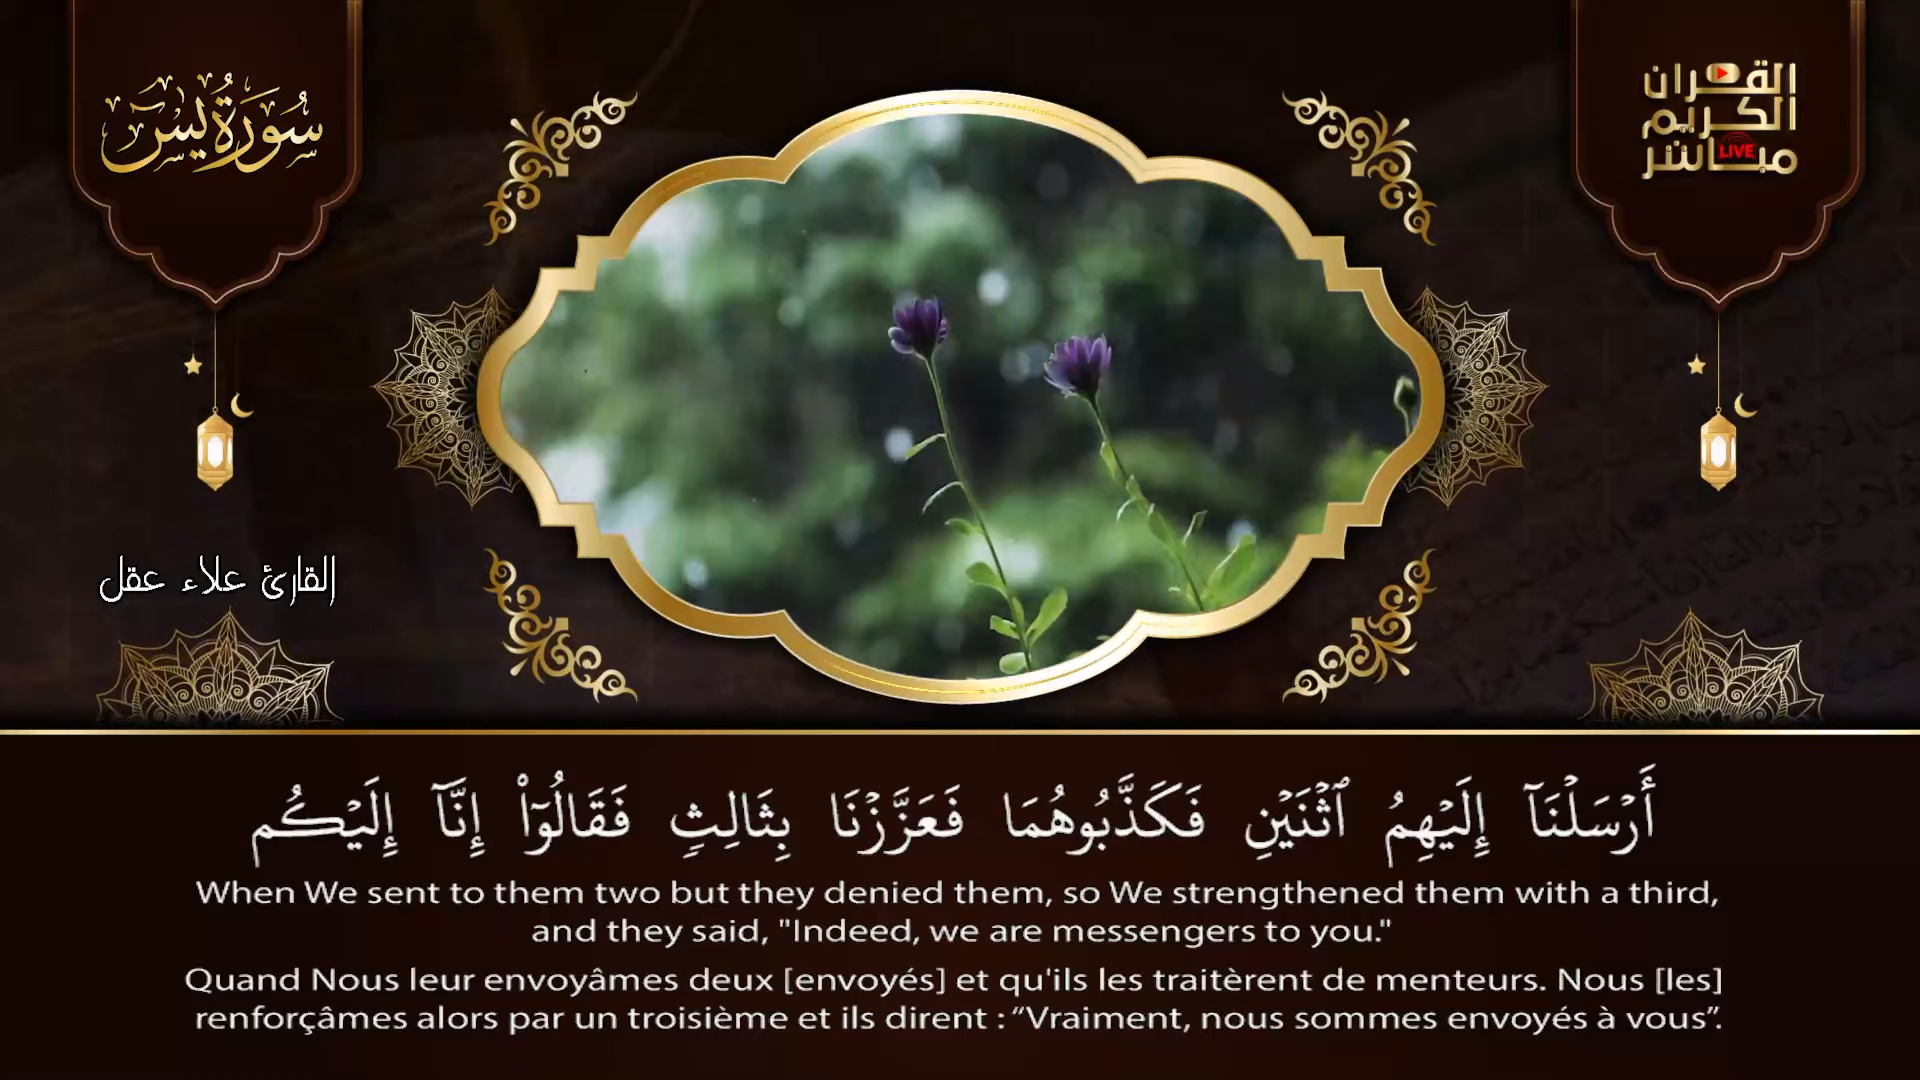 سُورَةُ يس
القرآن
الكريم
مباشر
LIVE
القارئ علاء عقل
أَرْسَلْنَآ إِلَيْهِمُ ٱثْنَيْنِ فَكَذَّبُوهُمَا فَعَزَّزْنَا بِثَالِثٍ فَقَالُوٓا۟ إِنَّآ إِلَيْكُم
When We sent to them two but they denied them, so We strengthened them with a third,
and they said, "Indeed, we are messengers to you."
Quand Nous leur envoyâmes deux [envoyés] et qu'ils les traitèrent de menteurs. Nous [les]
renforçâmes alors par un troisième et ils dirent : “Vraiment, nous sommes envoyés à vous”.